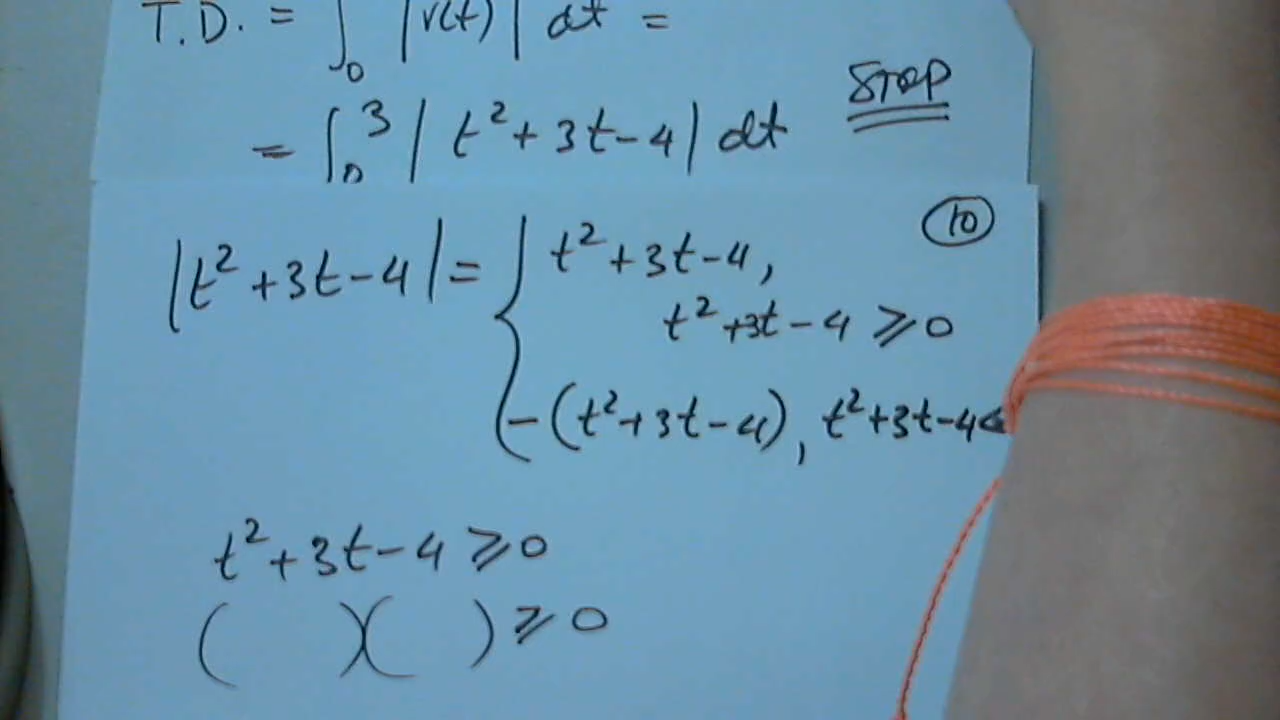 T.D. = ∫₀ |v(t)| dt =
STOP
= ∫₀³ | t² + 3t - 4 | dt
10
|t² + 3t - 4| = { t² + 3t - 4,
t² + 3t - 4 ⩾ 0
-(t² + 3t - 4), t² + 3t - 4 <
t² + 3t - 4 ⩾ 0
(   )(   ) ⩾ 0